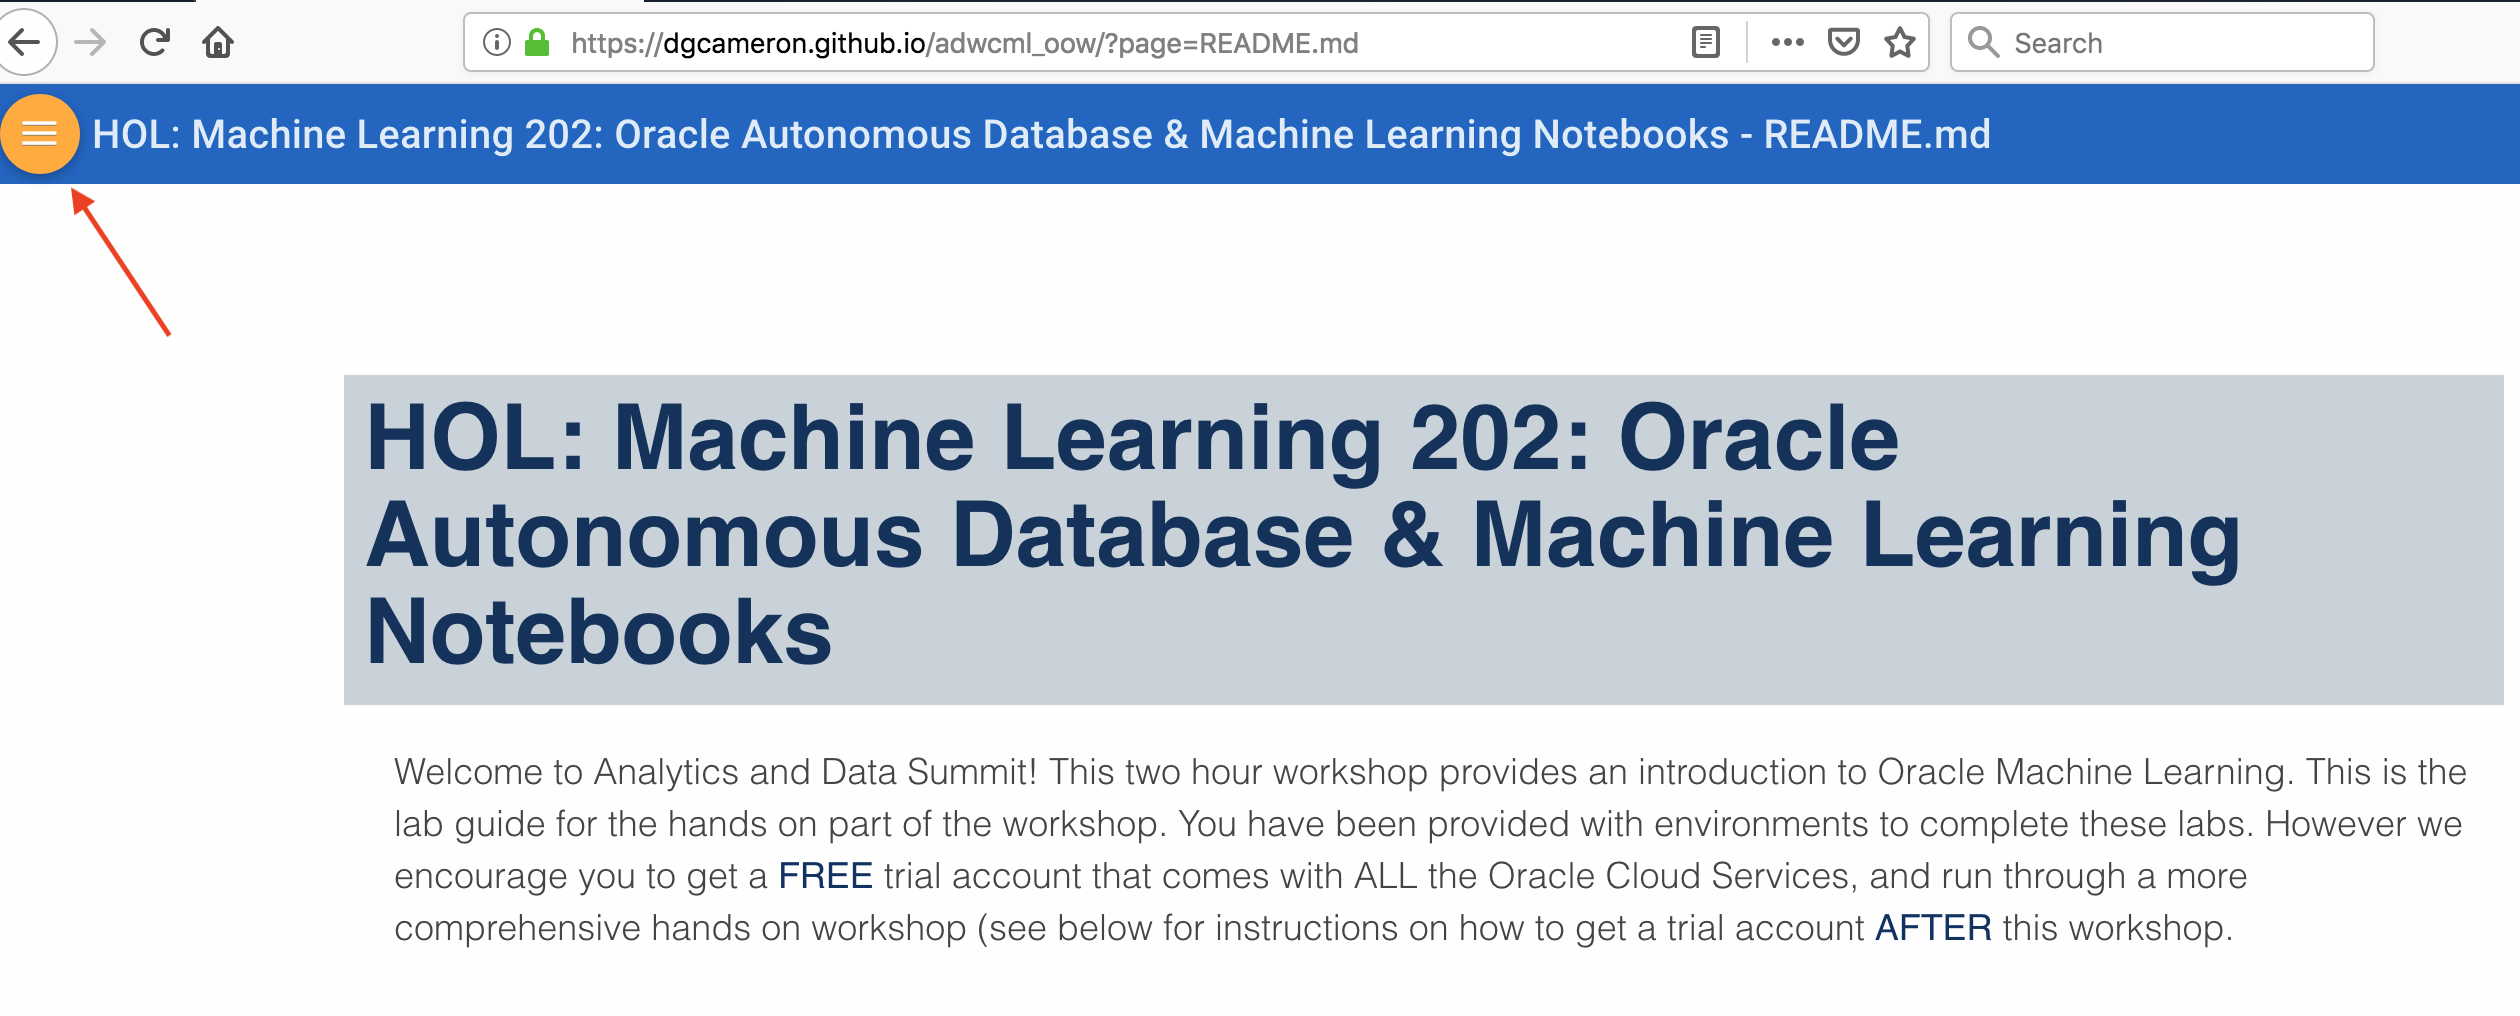 https://dgcameron.github.io/adwcml_oow/?page=README.md
Search
HOL: Machine Learning 202: Oracle Autonomous Database & Machine Learning Notebooks - README.md
HOL: Machine Learning 202: Oracle
Autonomous Database & Machine Learning
Notebooks
Welcome to Analytics and Data Summit! This two hour workshop provides an introduction to Oracle Machine Learning. This is the
lab guide for the hands on part of the workshop. You have been provided with environments to complete these labs. However we
encourage you to get a FREE trial account that comes with ALL the Oracle Cloud Services, and run through a more
comprehensive hands on workshop (see below for instructions on how to get a trial account AFTER this workshop.